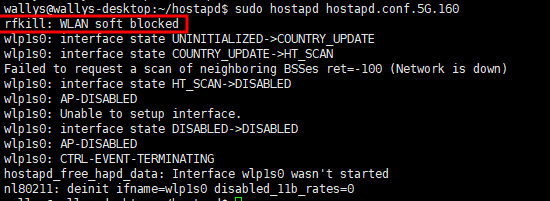 wallys@wallys-desktop:~/hostapd$ sudo hostapd hostapd.conf.5G.160
rfkill: WLAN soft blocked
wlp1s0: interface state UNINITIALIZED->COUNTRY_UPDATE
wlp1s0: interface state COUNTRY_UPDATE->HT_SCAN
Failed to request a scan of neighboring BSSes ret=-100 (Network is down)
wlp1s0: interface state HT_SCAN->DISABLED
wlp1s0: AP-DISABLED
wlp1s0: Unable to setup interface.
wlp1s0: interface state DISABLED->DISABLED
wlp1s0: AP-DISABLED
wlp1s0: CTRL-EVENT-TERMINATING
hostapd_free_hapd_data: Interface wlp1s0 wasn't started
nl80211: deinit ifname=wlp1s0 disabled_11b_rates=0